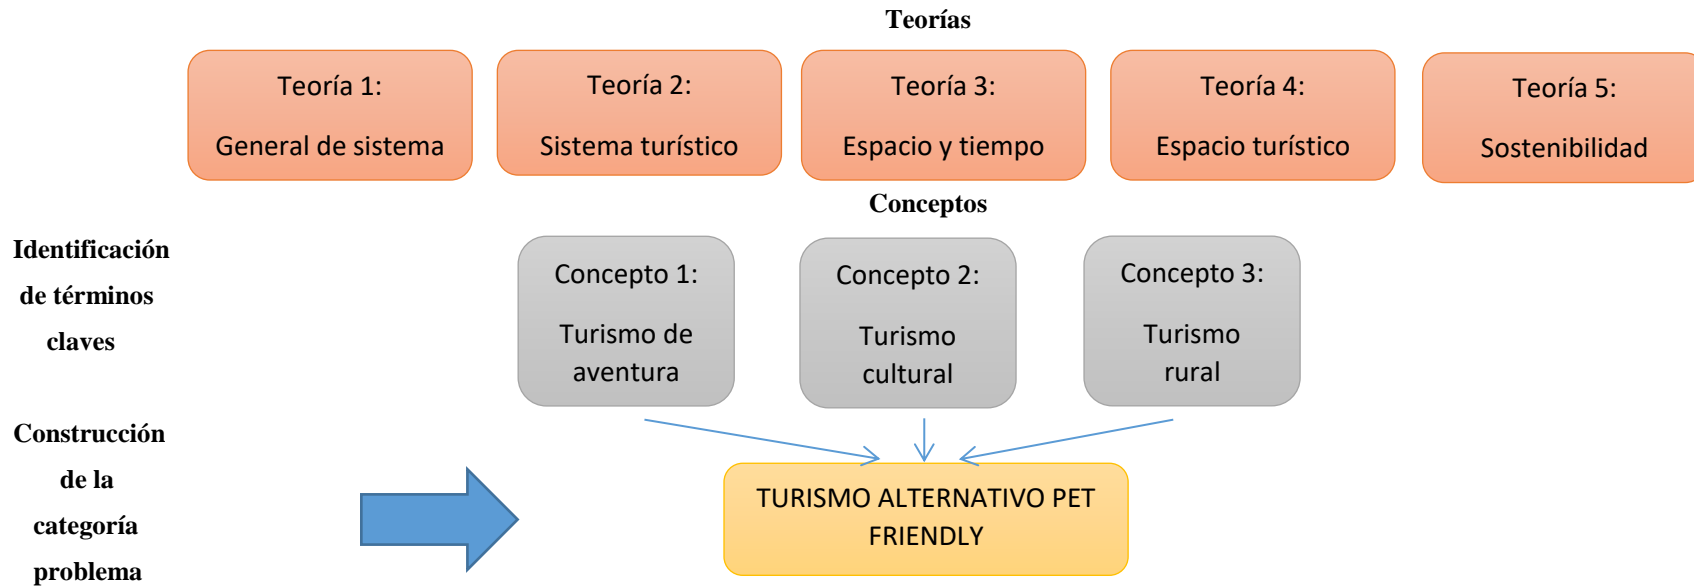 Teorías
Teoría 1:
General de sistema
Teoría 2:
Sistema turístico
Teoría 3:
Espacio y tiempo
Teoría 4:
Espacio turístico
Teoría 5:
Sostenibilidad
Conceptos
Identificación
de términos
claves
Concepto 1:
Turismo de
aventura
Concepto 2:
Turismo
cultural
Concepto 3:
Turismo
rural
Construcción
de la
categoría
problema
TURISMO ALTERNATIVO PET
FRIENDLY